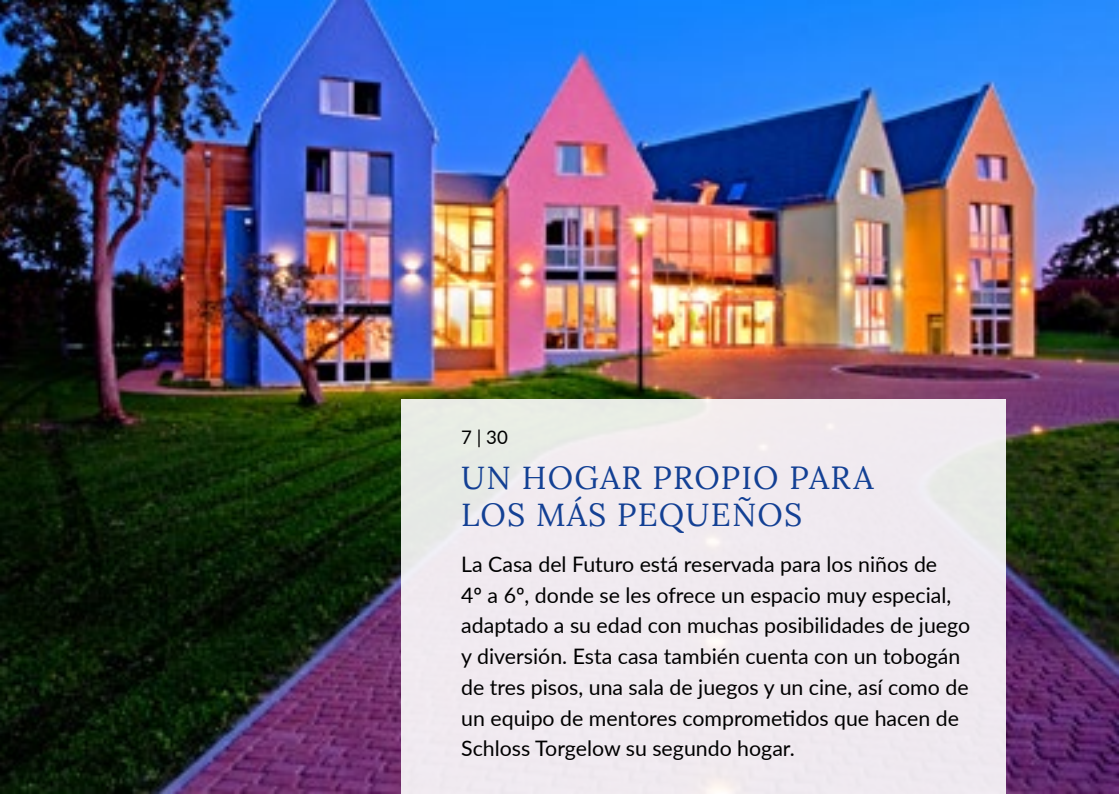 7 | 30
UN HOGAR PROPIO PARA
LOS MÁS PEQUEÑOS
La Casa del Futuro está reservada para los niños de
4º a 6º, donde se les ofrece un espacio muy especial,
adaptado a su edad con muchas posibilidades de juego
y diversión. Esta casa también cuenta con un tobogán
de tres pisos, una sala de juegos y un cine, así como de
un equipo de mentores comprometidos que hacen de
Schloss Torgelow su segundo hogar.